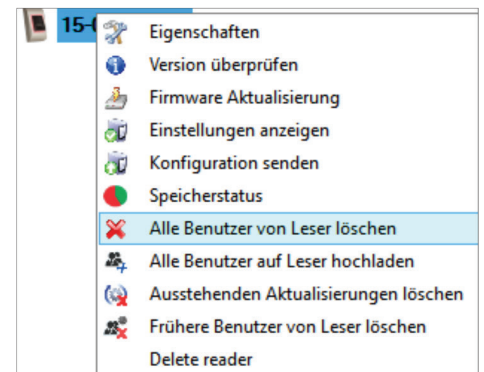 15-
Eigenschaften
Version überprüfen
Firmware Aktualisierung
Einstellungen anzeigen
Konfiguration senden
Speicherstatus
Alle Benutzer von Leser löschen
Alle Benutzer auf Leser hochladen
Ausstehenden Aktualisierungen löschen
Frühere Benutzer von Leser löschen
Delete reader